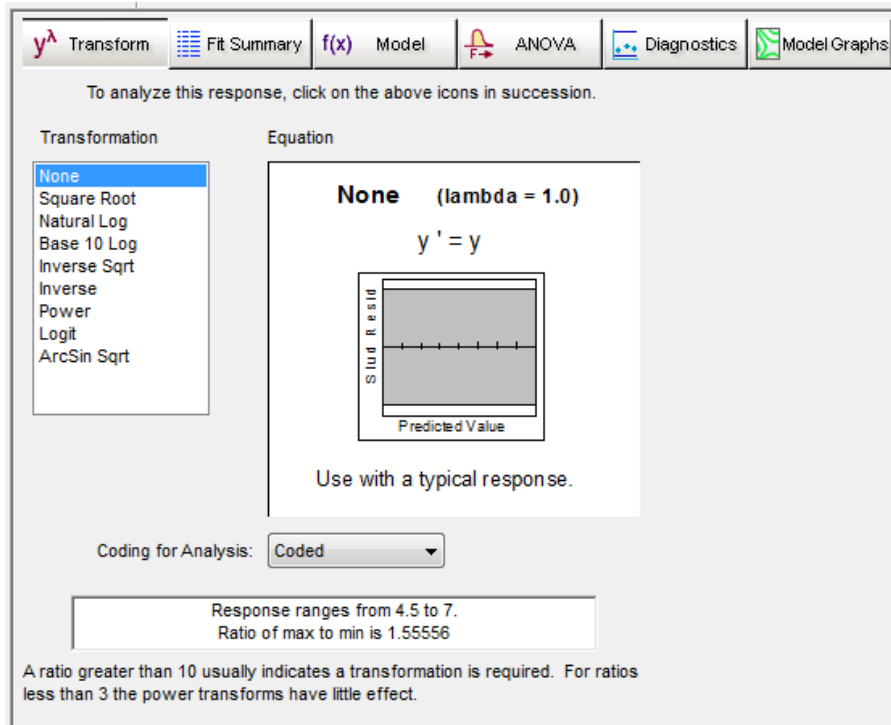 yλ Transform Fit Summary f(x) Model F ANOVA Diagnostics Model Graphs
To analyze this response, click on the above icons in succession.
Transformation
None
Square Root
Natural Log
Base 10 Log
Inverse Sqrt
Inverse
Power
Logit
ArcSin Sqrt
Equation
None (lambda = 1.0)
y ' = y
Stud Resid
Predicted Value
Use with a typical response.
Coding for Analysis: Coded
Response ranges from 4.5 to 7.
Ratio of max to min is 1.55556
A ratio greater than 10 usually indicates a transformation is required. For ratios
less than 3 the power transforms have little effect.